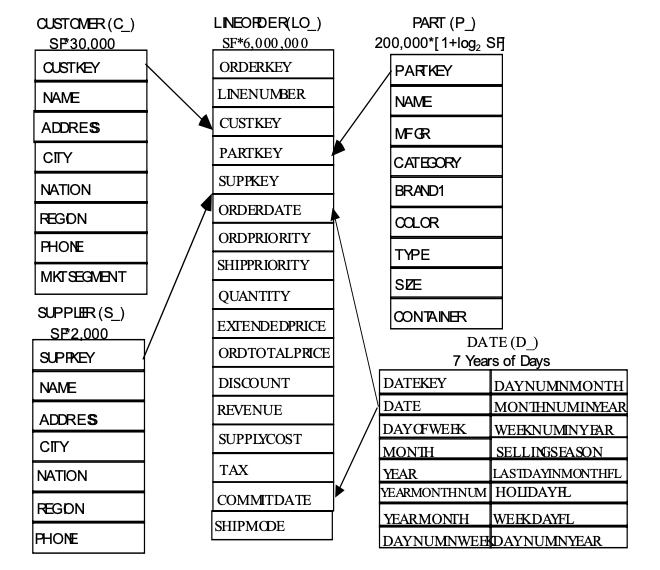 CUSTOMER (C_)
SF*30,000
CUSTKEY
NAME
ADDRESS
CITY
NATION
REGION
PHONE
MKTSEGMENT
SUPPLIER (S_)
SF*2,000
SUPPKEY
NAME
ADDRESS
CITY
NATION
REGION
PHONE
LINEORDER(LO_)
SF*6,000,000
ORDERKEY
LINENUMBER
CUSTKEY
PARTKEY
SUPPKEY
ORDERDATE
ORDPRIORITY
SHIPPRIORITY
QUANTITY
EXTENDEDPRICE
ORDTOTALPRICE
DISCOUNT
REVENUE
SUPPLYCOST
TAX
COMMITDATE
SHIPMODE
PART (P_)
200,000*[1+log₂ SF]
PARTKEY
NAME
MFGR
CATEGORY
BRAND1
COLOR
TYPE
SIZE
CONTAINER
DATE (D_)
7 Years of Days
DATEKEY DAYNUMINMONTH
DATE MONTHNUMINYEAR
DAYOFWEEK WEEKNUMINYEAR
MONTH SELLINGSEASON
YEAR LASTDAYINMONTHFL
YEARMONTHNUM HOLIDAYFL
YEARMONTH WEEKDAYFL
DAYNUMINWEEK DAYNUMINYEAR